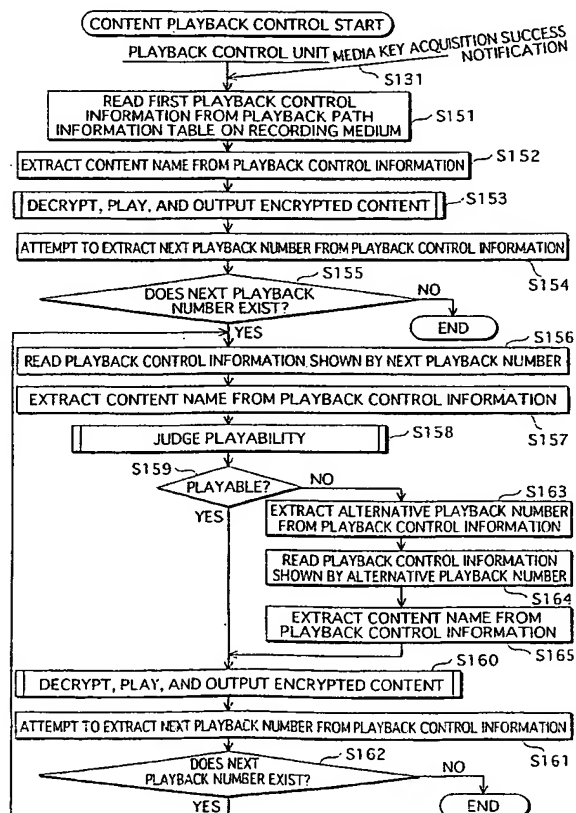 CONTENT PLAYBACK CONTROL START
PLAYBACK CONTROL UNIT
MEDIA KEY ACQUISITION SUCCESS
NOTIFICATION
S131
READ FIRST PLAYBACK CONTROL
INFORMATION FROM PLAYBACK PATH
INFORMATION TABLE ON RECORDING MEDIUM
S151
EXTRACT CONTENT NAME FROM PLAYBACK CONTROL INFORMATION
S152
DECRYPT, PLAY, AND OUTPUT ENCRYPTED CONTENT
S153
ATTEMPT TO EXTRACT NEXT PLAYBACK NUMBER FROM PLAYBACK CONTROL INFORMATION
S154
S155
DOES NEXT PLAYBACK
NUMBER EXIST?
NO
END
YES
S156
READ PLAYBACK CONTROL INFORMATION SHOWN BY NEXT PLAYBACK NUMBER
EXTRACT CONTENT NAME FROM PLAYBACK CONTROL INFORMATION
S157
JUDGE PLAYABILITY
S158
S159
PLAYABLE?
NO
YES
S163
EXTRACT ALTERNATIVE PLAYBACK NUMBER
FROM PLAYBACK CONTROL INFORMATION
READ PLAYBACK CONTROL INFORMATION
SHOWN BY ALTERNATIVE PLAYBACK NUMBER
S164
EXTRACT CONTENT NAME FROM
PLAYBACK CONTROL INFORMATION
S165
S160
DECRYPT, PLAY, AND OUTPUT ENCRYPTED CONTENT
ATTEMPT TO EXTRACT NEXT PLAYBACK NUMBER FROM PLAYBACK CONTROL INFORMATION
S161
S162
DOES NEXT
PLAYBACK NUMBER EXIST?
NO
YES
END